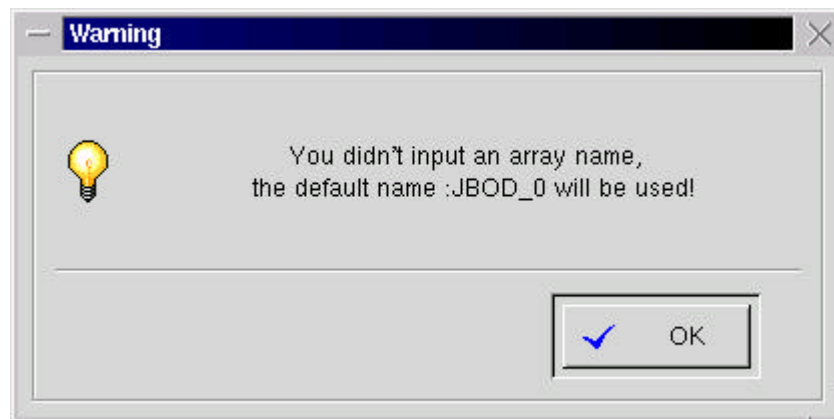 Warning
You didn't input an array name,
the default name :JBOD_0 will be used!
OK